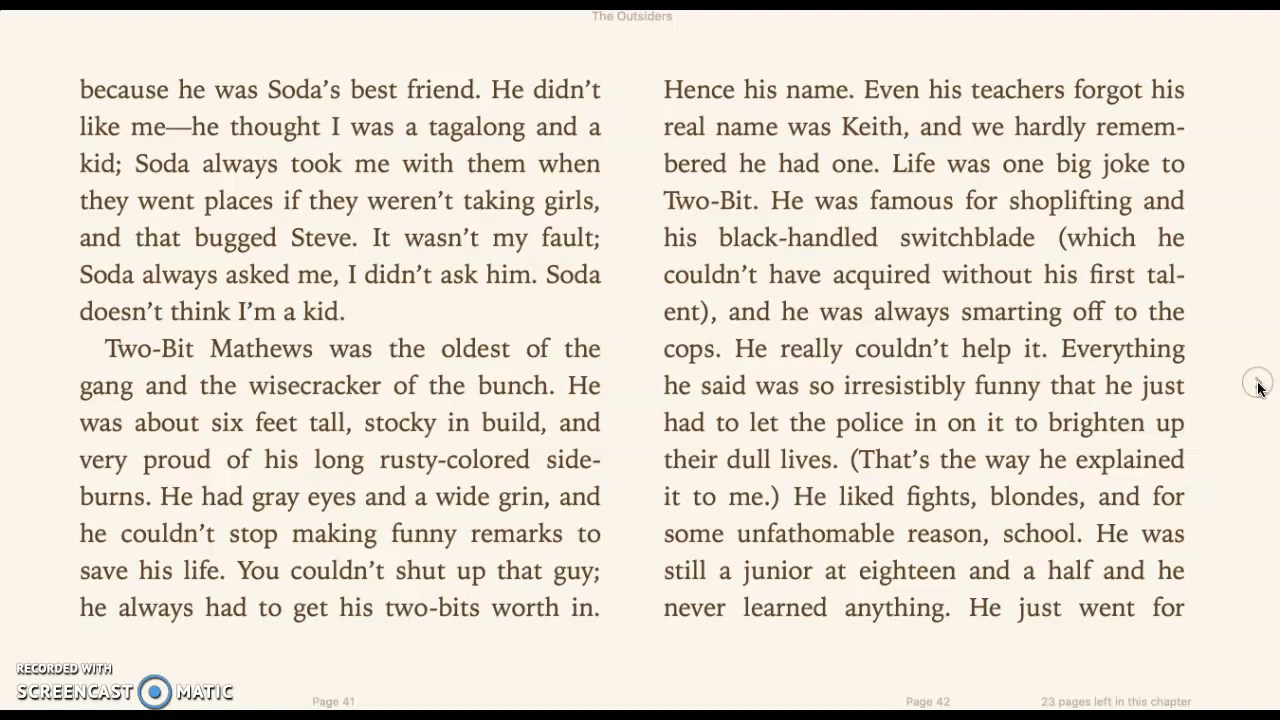 The Outsiders
because he was Soda's best friend. He didn't
like me—he thought I was a tagalong and a
kid; Soda always took me with them when
they went places if they weren't taking girls,
and that bugged Steve. It wasn't my fault;
Soda always asked me, I didn't ask him. Soda
doesn't think I'm a kid.
Two-Bit Mathews was the oldest of the
gang and the wisecracker of the bunch. He
was about six feet tall, stocky in build, and
very proud of his long rusty-colored side-
burns. He had gray eyes and a wide grin, and
he couldn't stop making funny remarks to
save his life. You couldn't shut up that guy;
he always had to get his two-bits worth in.
Hence his name. Even his teachers forgot his
real name was Keith, and we hardly remem-
bered he had one. Life was one big joke to
Two-Bit. He was famous for shoplifting and
his black-handled switchblade (which he
couldn't have acquired without his first tal-
ent), and he was always smarting off to the
cops. He really couldn't help it. Everything
he said was so irresistibly funny that he just
had to let the police in on it to brighten up
their dull lives. (That's the way he explained
it to me.) He liked fights, blondes, and for
some unfathomable reason, school. He was
still a junior at eighteen and a half and he
never learned anything. He just went for
RECORDED WITH
SCREENCAST MATIC
Page 41
Page 42
23 pages left in this chapter